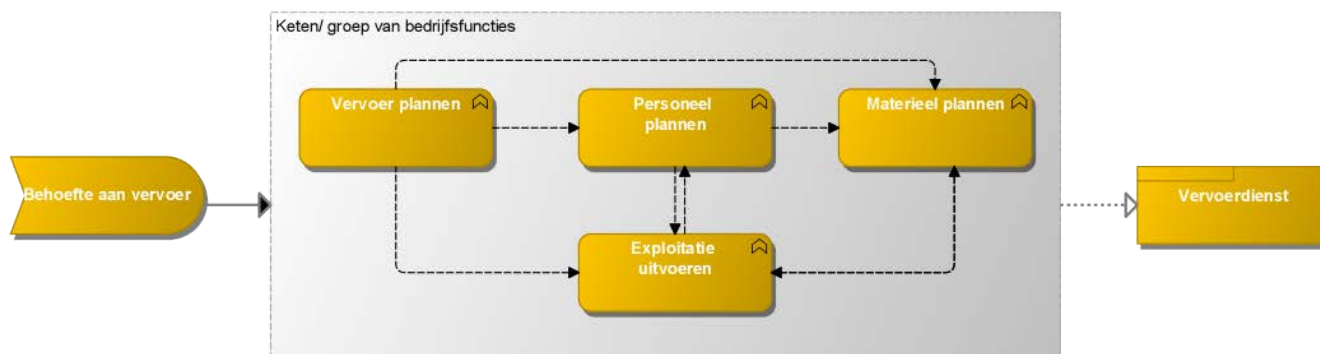 Keten/ groep van bedrijfsfuncties
Vervoer plannen
Personeel
plannen
Materieel plannen
Behoefte aan vervoer
Vervoerdienst
Exploitatie
uitvoeren